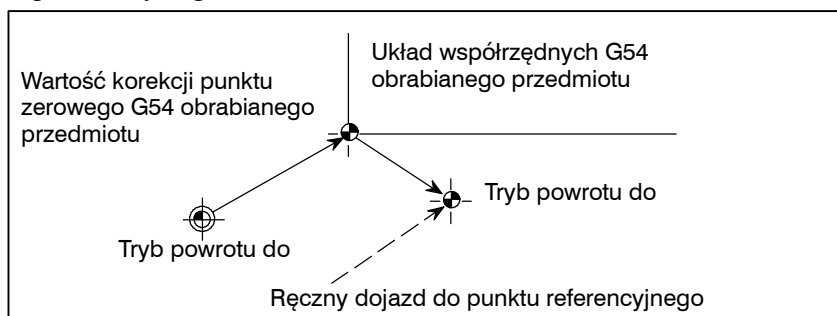 Układ współrzędnych G54
obrabianego przedmiotu
Wartość korekcji punktu
zerowego G54 obrabianego
przedmiotu
Tryb powrotu do
Tryb powrotu do
Ręczny dojazd do punktu referencyjnego